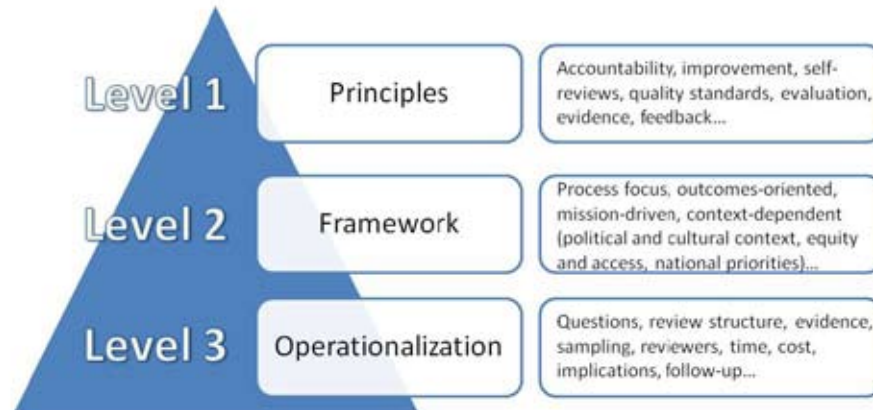 Level 1
Principles
Accountability, improvement, self-
reviews, quality standards, evaluation,
evidence, feedback...
Level 2
Framework
Process focus, outcomes-oriented,
mission-driven, context-dependent
(political and cultural context, equity
and access, national priorities)...
Level 3
Operationalization
Questions, review structure, evidence,
sampling, reviewers, time, cost,
implications, follow-up...